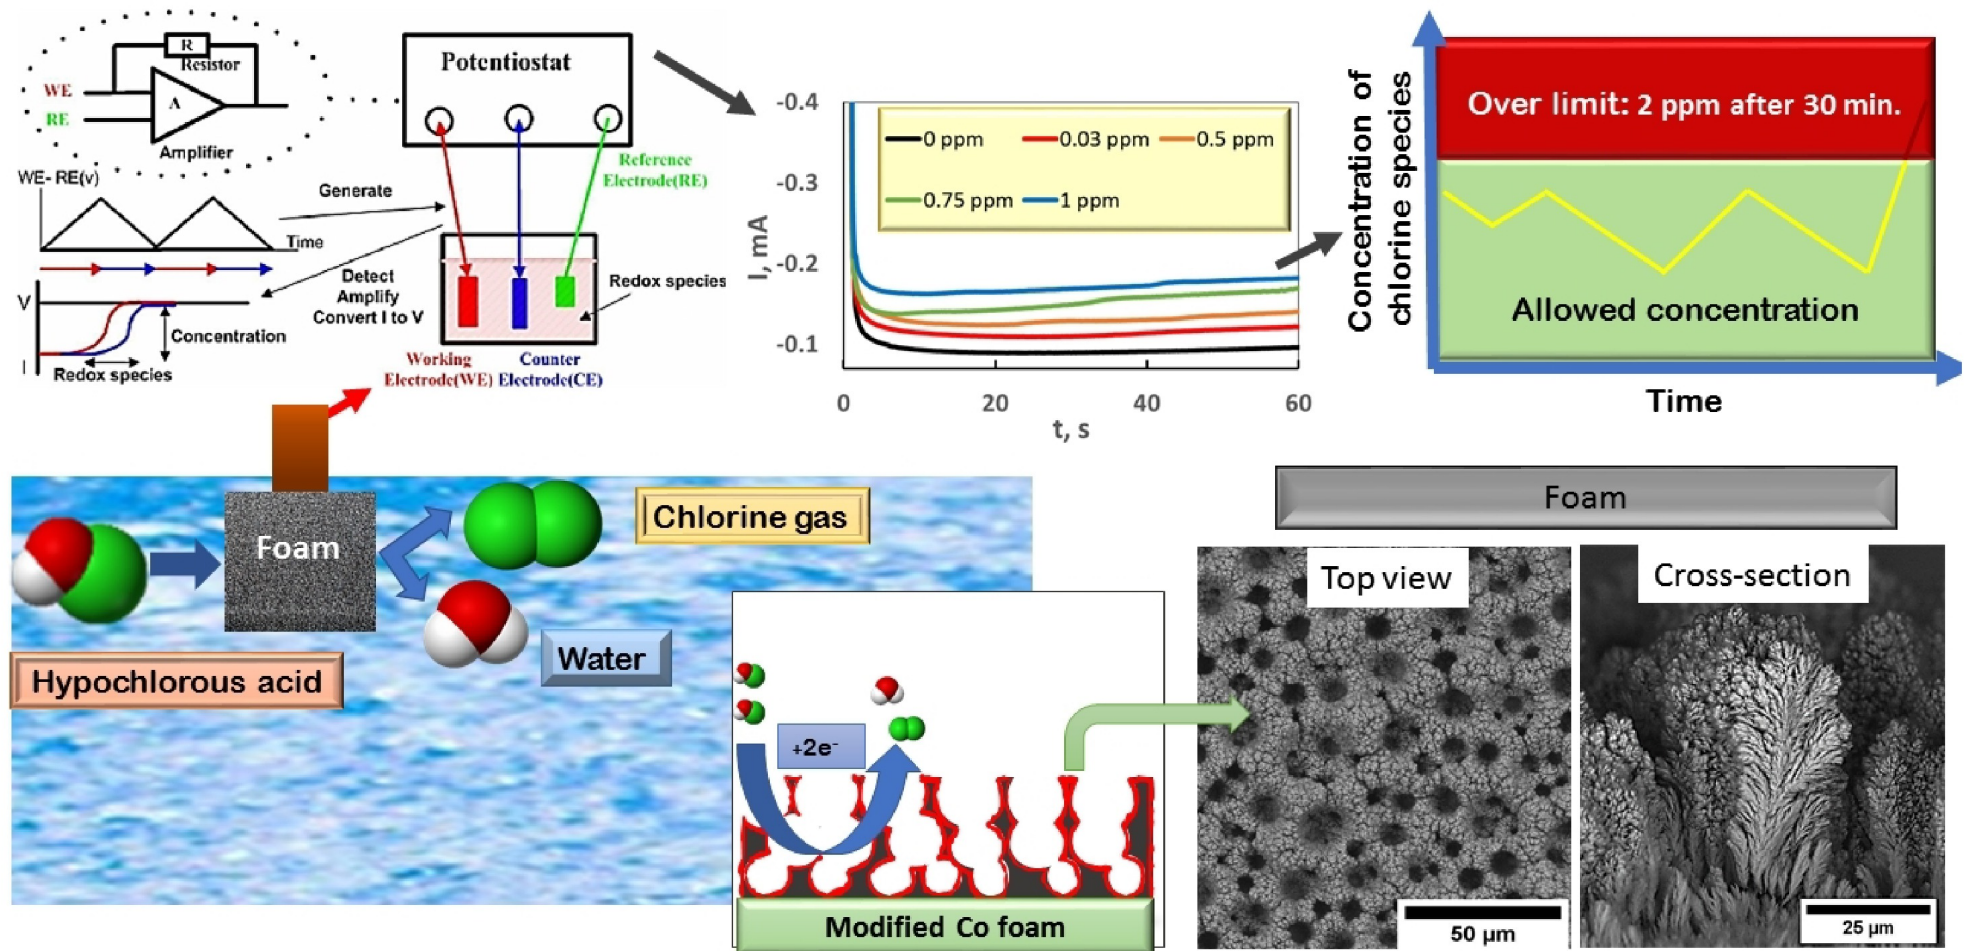 R
Resistor
WE
RE
A
Amplifier
WE- RE(v)
Time
Generate
Detect
Amplify
Convert I to V
V
I
Concentration
Redox species
Potentiostat
Reference
Electrode(RE)
Redox species
Working
Electrode(WE)
Counter
Electrode(CE)
-0.4
-0.3
-0.2
-0.1
I, mA
0 ppm
0.03 ppm
0.5 ppm
0.75 ppm
1 ppm
0
20
40
60
t, s
Concentration of
chlorine species
Over limit: 2 ppm after 30 min.
Allowed concentration
Time
Foam
Chlorine gas
Water
Hypochlorous acid
+2e-
Modified Co foam
Foam
Top view
Cross-section
50 µm
25 µm